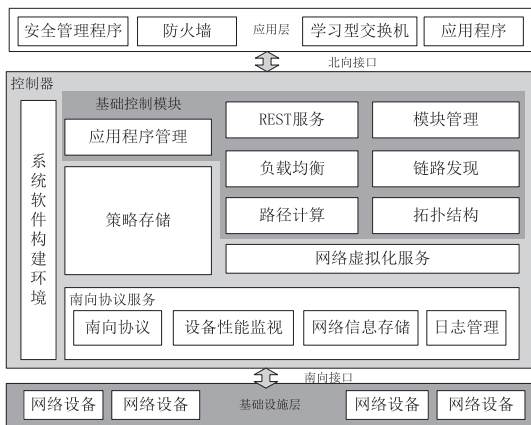 安全管理程序
防火墙
应用层
学习型交换机
应用程序
北向接口
控制器
系统软件构建环境
基础控制模块
应用程序管理
REST服务
模块管理
负载均衡
链路发现
策略存储
路径计算
拓扑结构
网络虚拟化服务
南向协议服务
南向协议
设备性能监视
网络信息存储
日志管理
南向接口
网络设备
网络设备
基础设施层
网络设备
网络设备